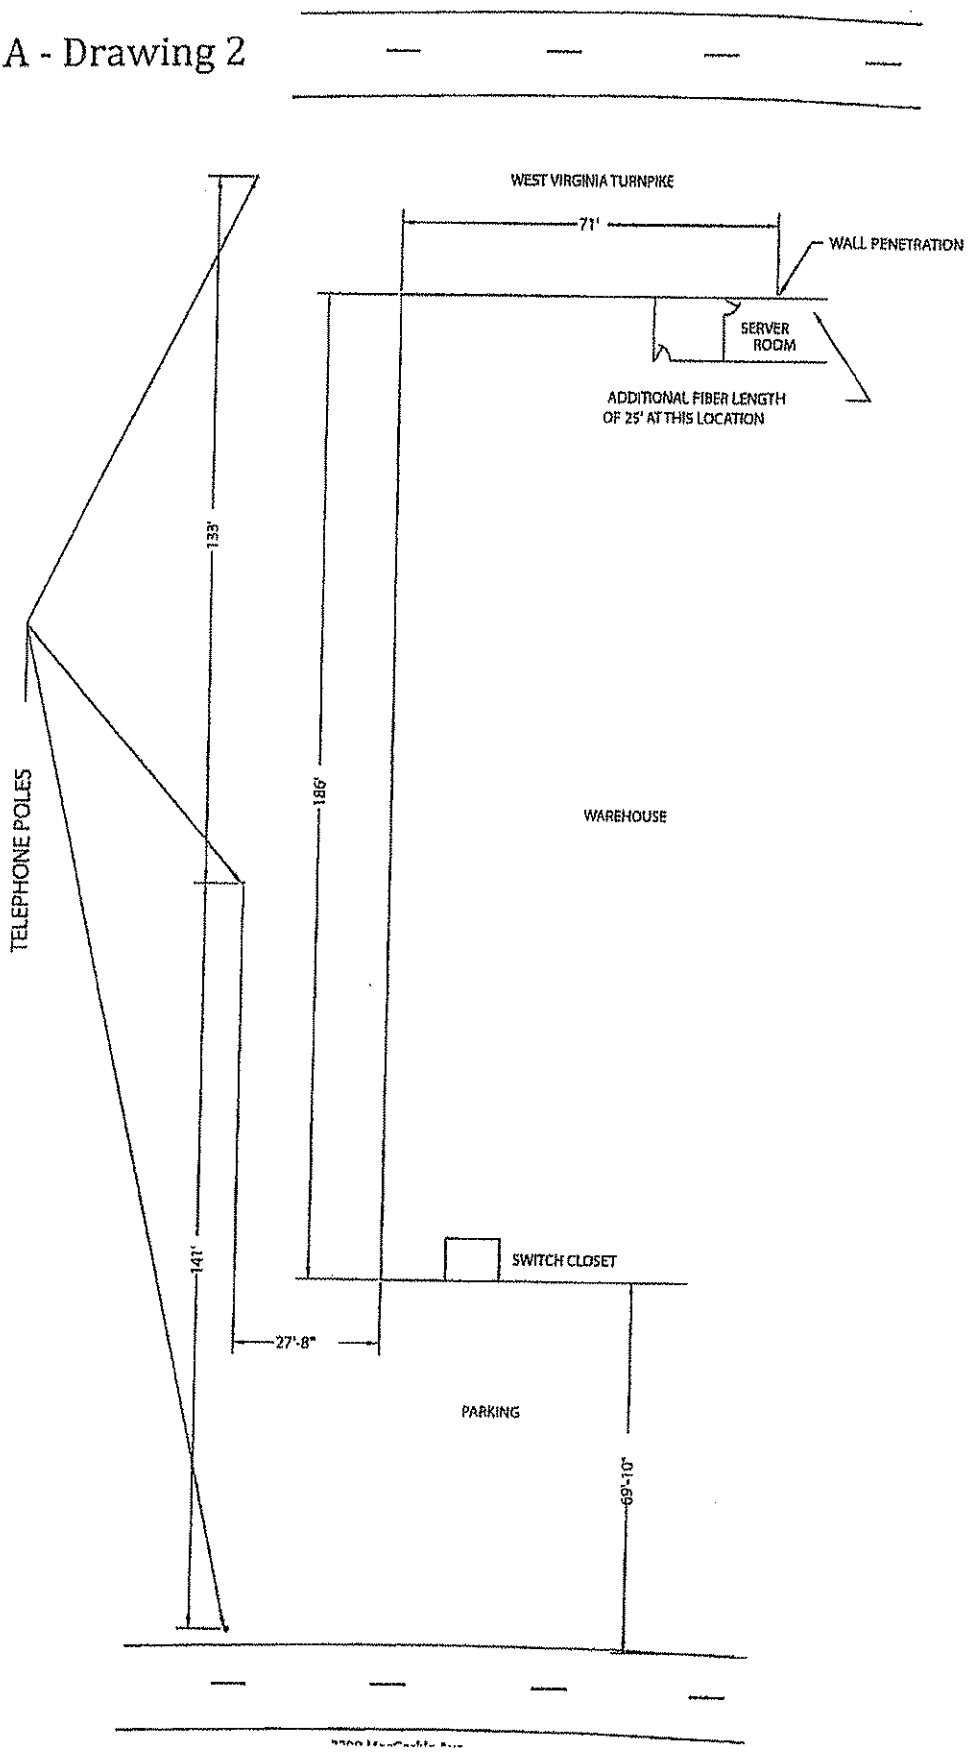 A - Drawing 2
WEST VIRGINIA TURNPIKE
71'
WALL PENETRATION
SERVER
ROOM
ADDITIONAL FIBER LENGTH
OF 25' AT THIS LOCATION
133'
186'
WAREHOUSE
TELEPHONE POLES
141'
SWITCH CLOSET
27'-8"
PARKING
69'-10"